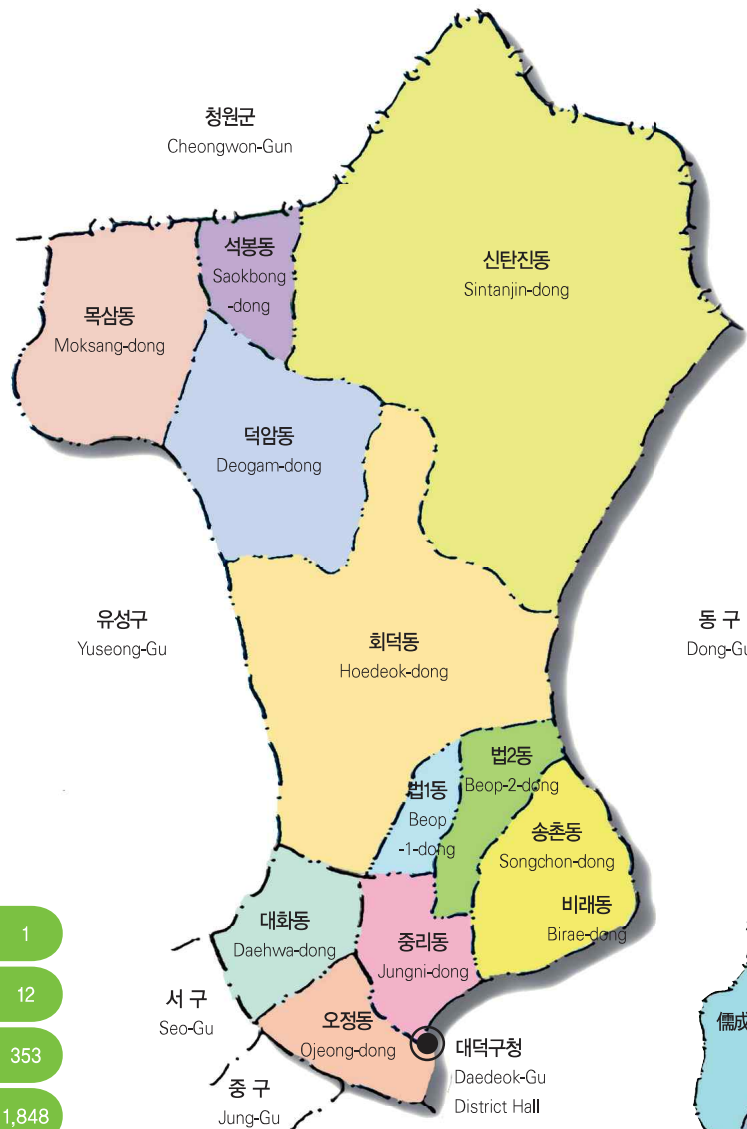 청원군
Cheongwon-Gun
석봉동
Saokbong
-dong
신탄진동
Sintanjin-dong
목삼동
Moksang-dong
덕암동
Deogam-dong
유성구
Yuseong-Gu
동 구
Dong-Gu
회덕동
Hoedeok-dong
법1동
Beop
-1-dong
법2동
Beop-2-dong
송촌동
Songchon-dong
비래동
Birae-dong
대화동
Daehwa-dong
중리동
Jungni-dong
서 구
Seo-Gu
오정동
Ojeong-dong
대덕구청
Daedeok-Gu
District Hall
중 구
Jung-Gu
1
12
353
1,848
儒成